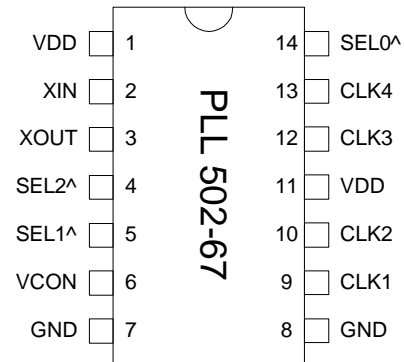 VDD 1 14 SEL0^
XIN 2 13 CLK4
XOUT 3 12 CLK3
SEL2^ 4 11 VDD
SEL1^ 5 10 CLK2
VCON 6 9 CLK1
GND 7 8 GND
PLL 502-67